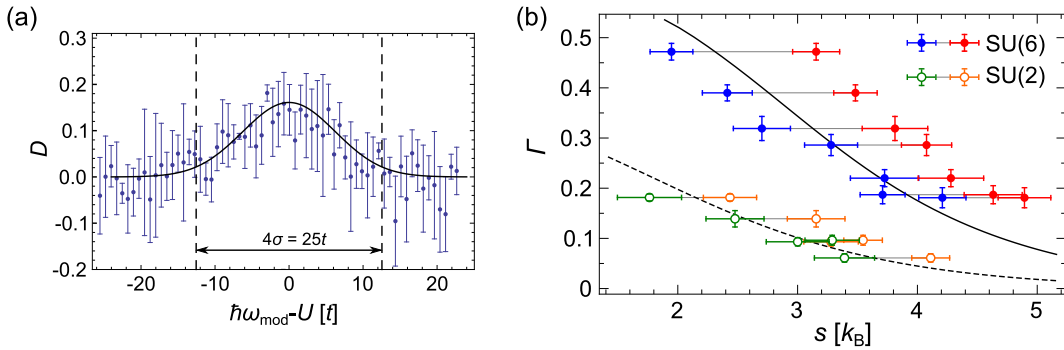 (a)
0.3
0.2
0.1
0.0
-0.1
-0.2
D
4σ = 25t
-20
-10
0
10
20
ħω_mod-U [t]
(b)
0.5
0.4
0.3
0.2
0.1
0
Γ
SU(6)
SU(2)
2
3
4
5
s [k_B]